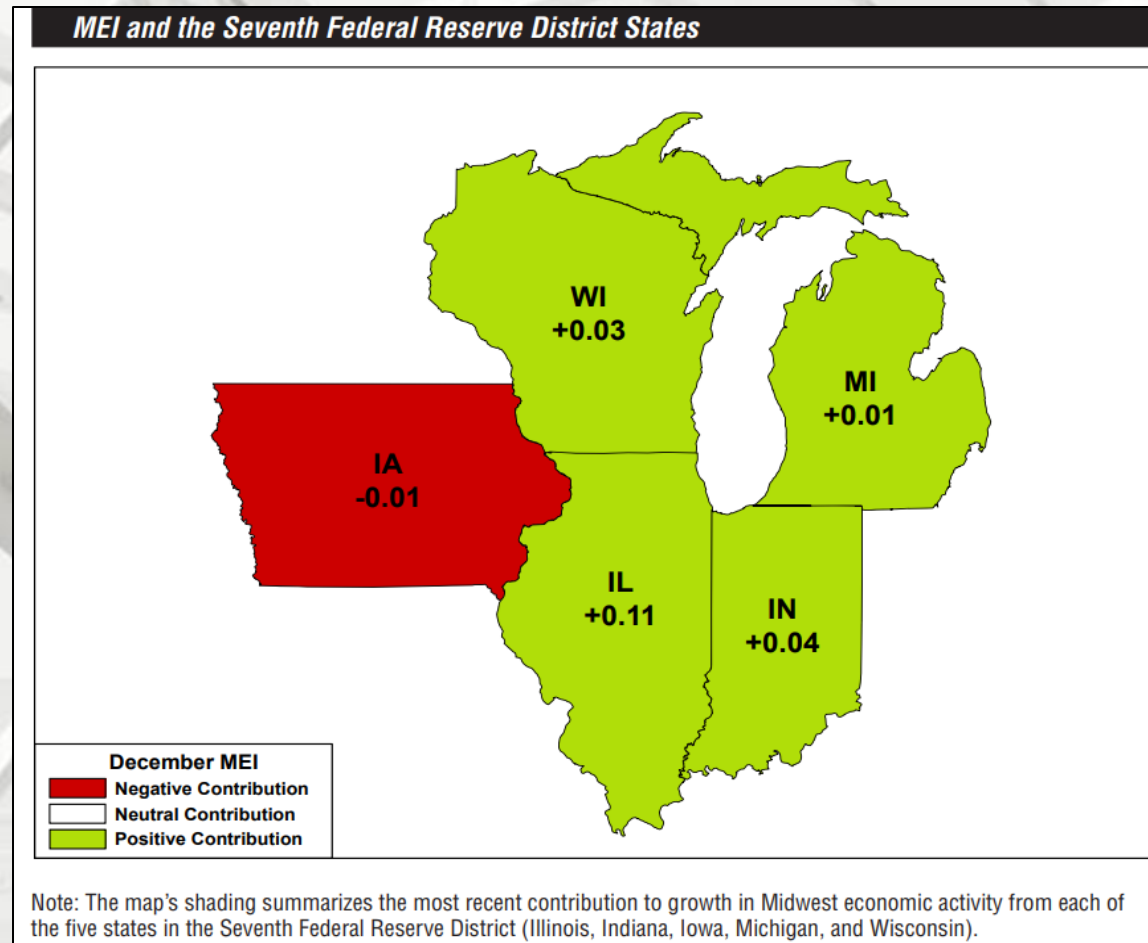 MEI and the Seventh Federal Reserve District States
WI
+0.03
MI
+0.01
IA
-0.01
IL
+0.11
IN
+0.04
December MEI
Negative Contribution
Neutral Contribution
Positive Contribution
Note: The map's shading summarizes the most recent contribution to growth in Midwest economic activity from each of
the five states in the Seventh Federal Reserve District (Illinois, Indiana, Iowa, Michigan, and Wisconsin).